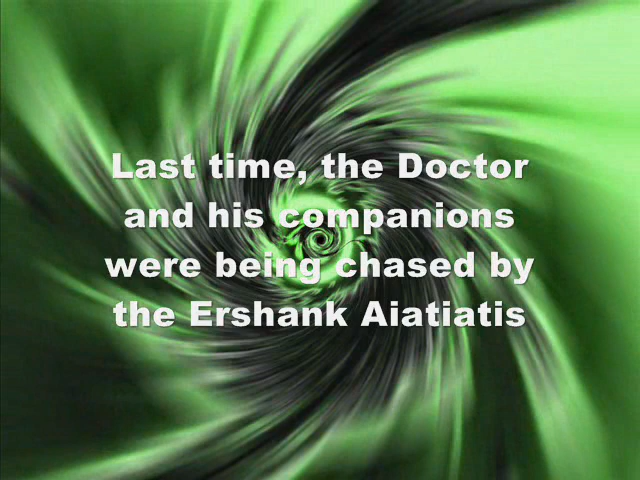 Last time, the Doctor
and his companions
were being chased by
the Ershank Aiatiatis